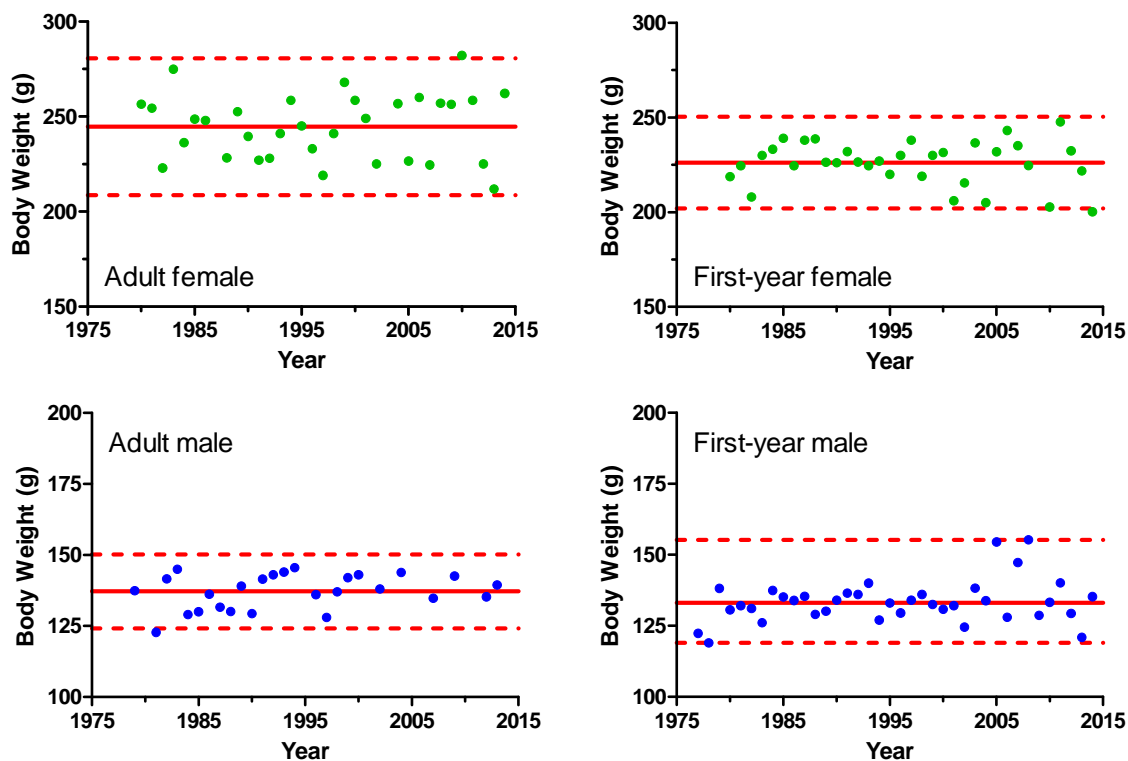 300
250
200
150
Body Weight (g)
Adult female
1975 1985 1995 2005 2015
Year
300
250
200
150
Body Weight (g)
First-year female
1975 1985 1995 2005 2015
Year
200
175
150
125
100
Body Weight (g)
Adult male
1975 1985 1995 2005 2015
Year
200
175
150
125
100
Body Weight (g)
First-year male
1975 1985 1995 2005 2015
Year